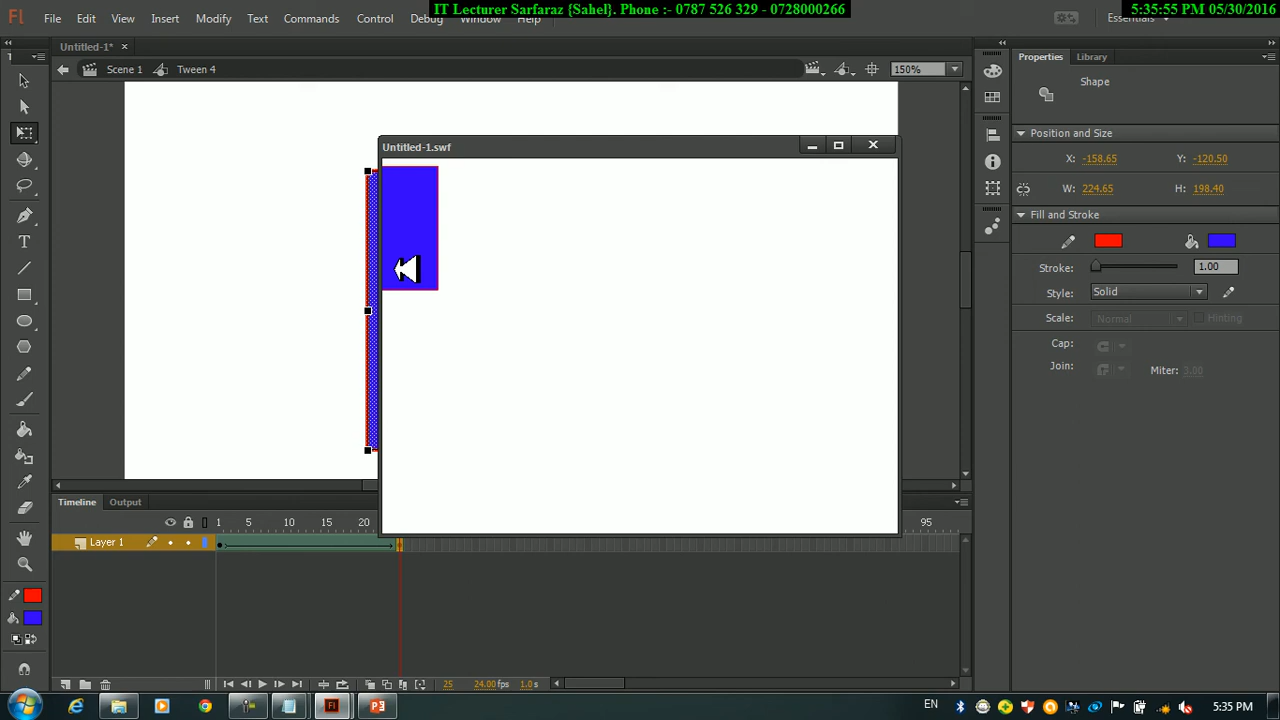 IT Lecturer Sarfaraz {Sahel}. Phone :- 0787 526 329 - 0728000266
5:35:55 PM 05/30/2016
Fl File Edit View Insert Modify Text Commands Control Debug Window Help
Essentials
Untitled-1* ×
Scene 1 Tween 4
150%
Untitled-1.swf
Properties Library
Shape
Position and Size
X: -158.65 Y: -120.50
W: 224.65 H: 198.40
Fill and Stroke
Stroke: 1.00
Style: Solid
Scale: Normal Hinting
Cap:
Join: Miter: 3.00
T
Timeline Output
1 5 10 15 20 95
Layer 1
25 24.00 fps 1.0 s
EN 5:35 PM